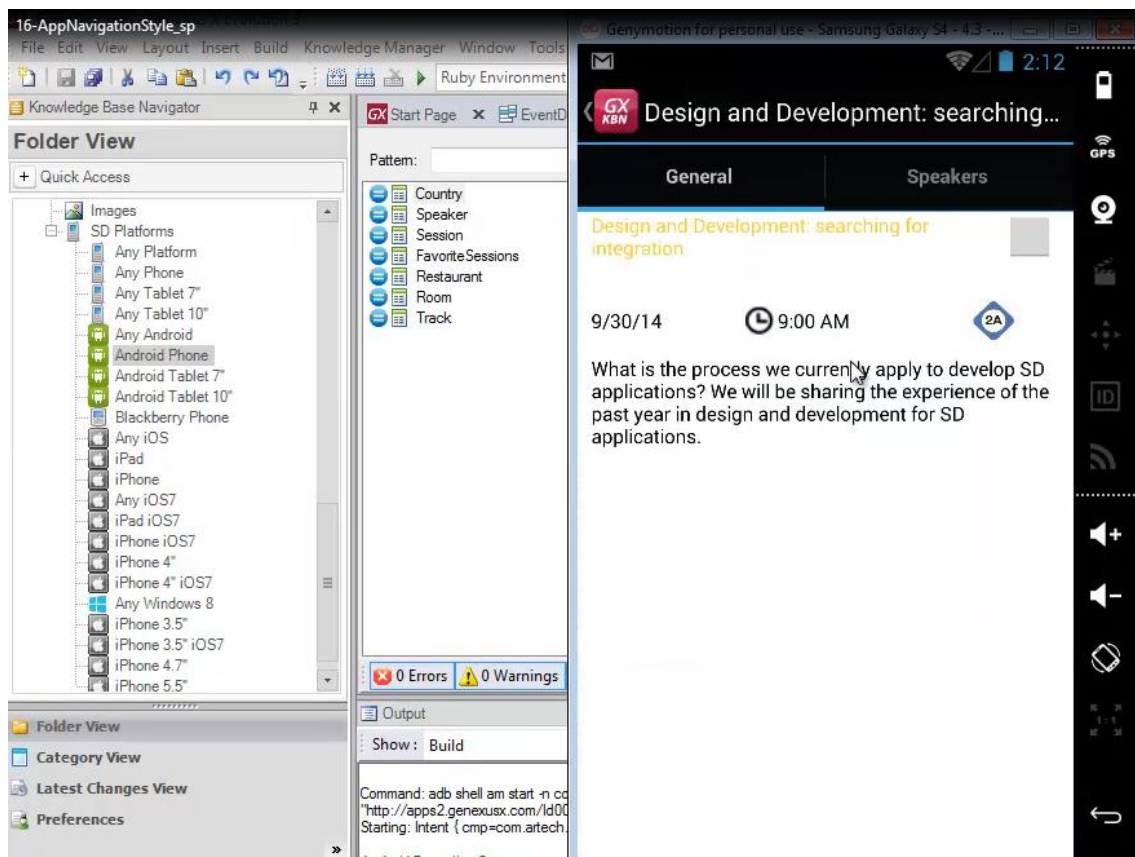 16-AppNavigationStyle_sp
File Edit View Layout Insert Build Knowledge Manager Window Tools
Ruby Environment
Knowledge Base Navigator
Folder View
+ Quick Access
Images
SD Platforms
Any Platform
Any Phone
Any Tablet 7"
Any Tablet 10"
Any Android
Android Phone
Android Tablet 7"
Android Tablet 10"
Blackberry Phone
Any iOS
iPad
iPhone
Any iOS7
iPad iOS7
iPhone iOS7
iPhone 4"
iPhone 4" iOS7
Any Windows 8
iPhone 3.5"
iPhone 3.5" iOS7
iPhone 4.7"
iPhone 5.5"
Folder View
Category View
Latest Changes View
Preferences
»
GX Start Page EventD
Pattern:
Country
Speaker
Session
FavoriteSessions
Restaurant
Room
Track
0 Errors 0 Warnings
Output
Show: Build
Command: adb shell am start -n co
"http://apps2.genexusx.com/Id00
Starting: Intent { cmp=com.artech.
Genymotion for personal use - Samsung Galaxy S4 - 4.3 -...
2:12
GX KBN Design and Development: searching...
General Speakers
Design and Development: searching for
integration
9/30/14 9:00 AM 2A
What is the process we currently apply to develop SD
applications? We will be sharing the experience of the
past year in design and development for SD
applications.
GPS
ID
1:1